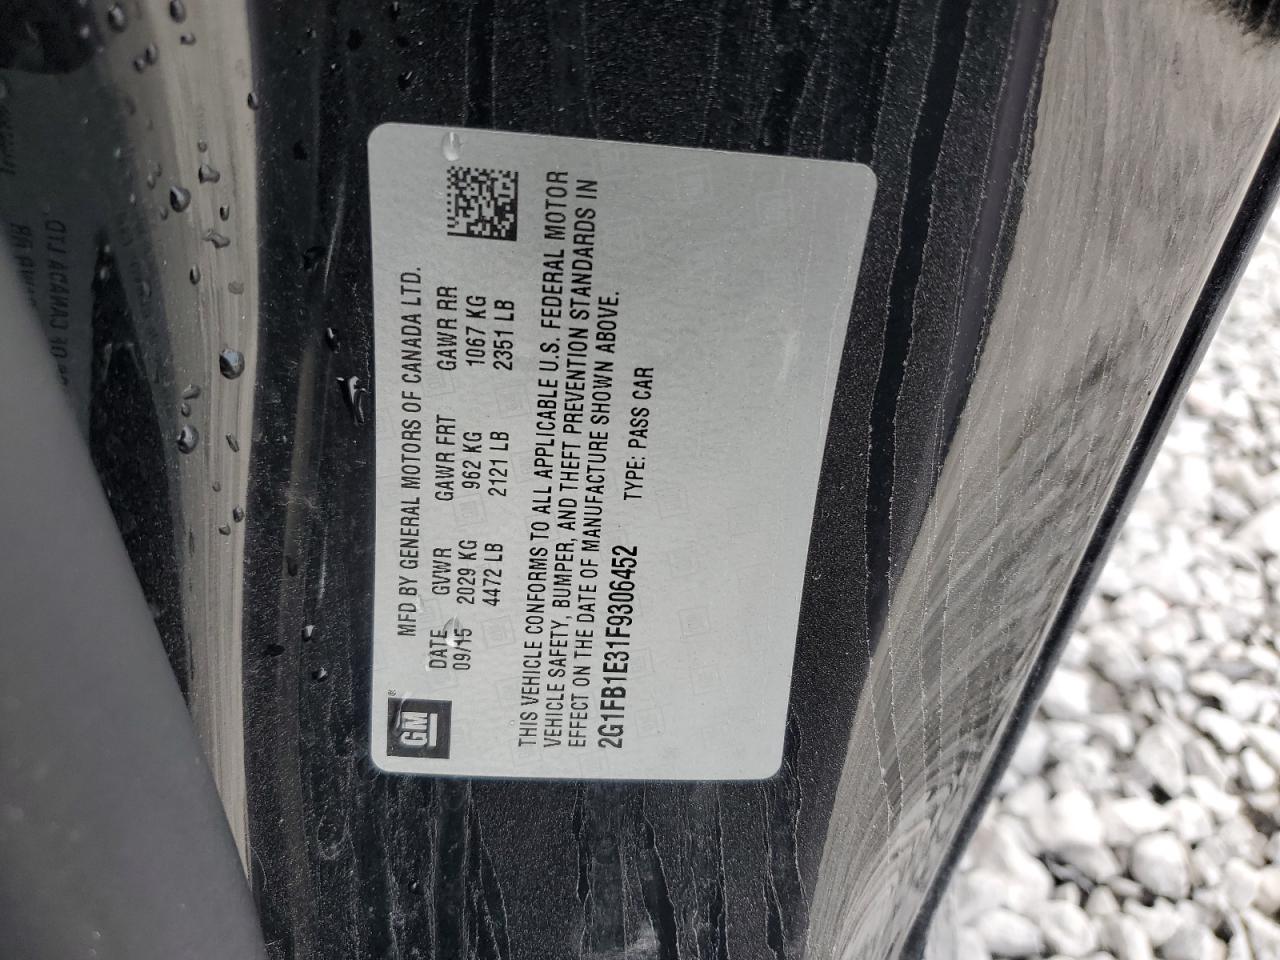 GM®
MFD BY GENERAL MOTORS OF CANADA LTD.
DATE GVWR GAWR FRT GAWR RR
09/15 2029 KG 962 KG 1067 KG
4472 LB 2121 LB 2351 LB
THIS VEHICLE CONFORMS TO ALL APPLICABLE U.S. FEDERAL MOTOR
VEHICLE SAFETY, BUMPER, AND THEFT PREVENTION STANDARDS IN
EFFECT ON THE DATE OF MANUFACTURE SHOWN ABOVE.
2G1FB1E31F9306452 TYPE: PASS CAR